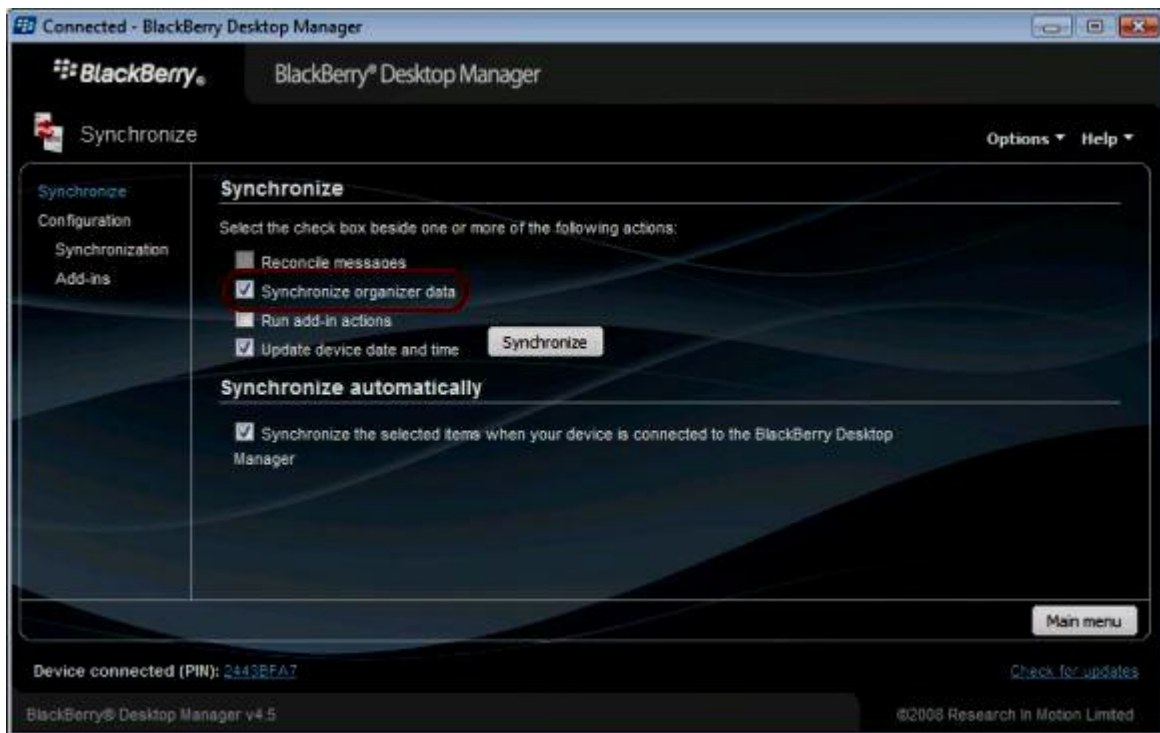 Connected - BlackBerry Desktop Manager
BlackBerry®
BlackBerry® Desktop Manager
Synchronize
Options Help
Synchronize
Configuration
Synchronization
Add-ins
Synchronize
Select the check box beside one or more of the following actions:
Reconcile messages
Synchronize organizer data
Run add-in actions
Update device date and time
Synchronize
Synchronize automatically
Synchronize the selected items when your device is connected to the BlackBerry Desktop
Manager
Main menu
Device connected (PIN): 2443BFA7
Check for updates
BlackBerry® Desktop Manager v4.5
©2008 Research In Motion Limited